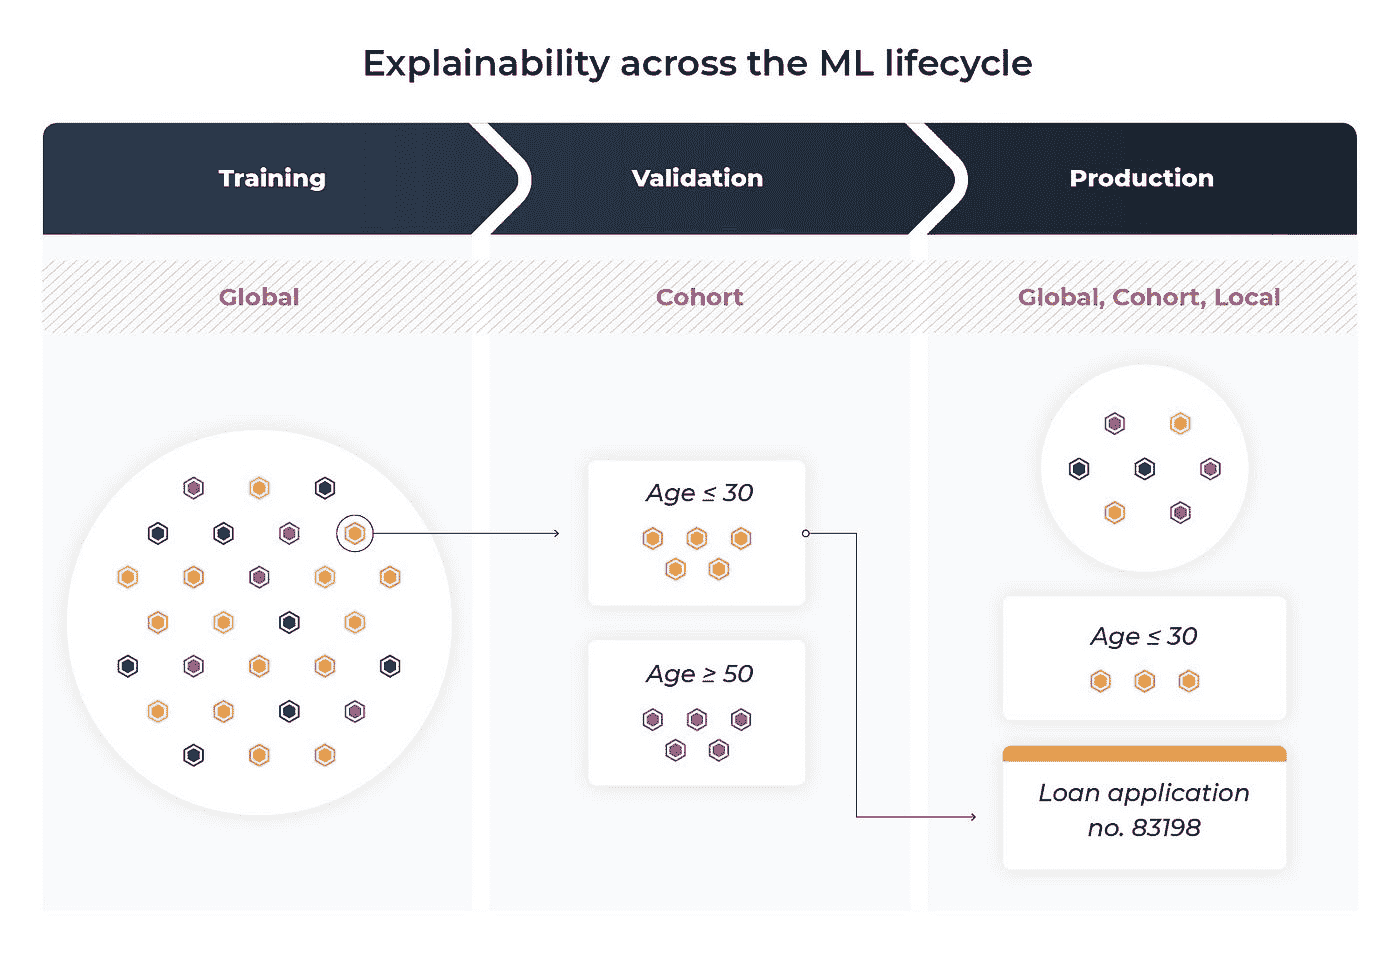 Explainability across the ML lifecycle
Training
Validation
Production
Global
Cohort
Global, Cohort, Local
Age ≤ 30
Age ≥ 50
Age ≤ 30
Loan application
no. 83198